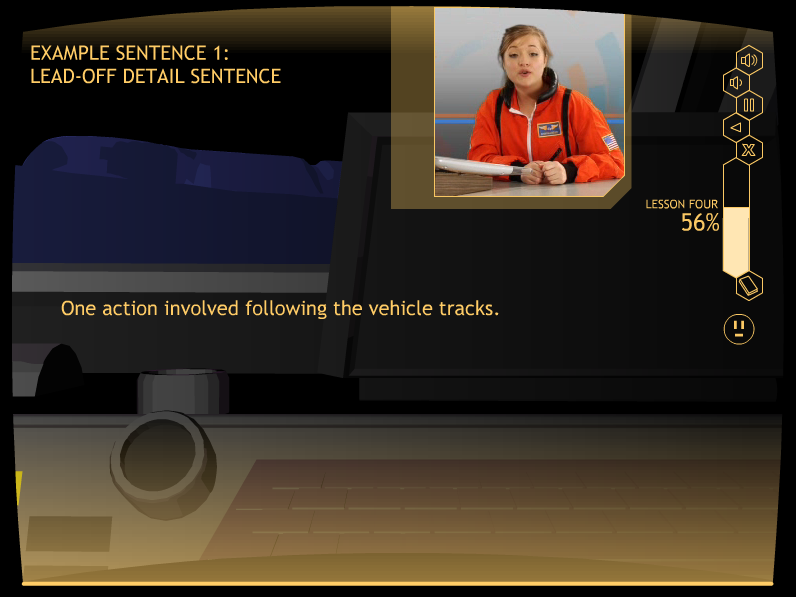 EXAMPLE SENTENCE 1:
LEAD-OFF DETAIL SENTENCE
LESSON FOUR
56%
One action involved following the vehicle tracks.